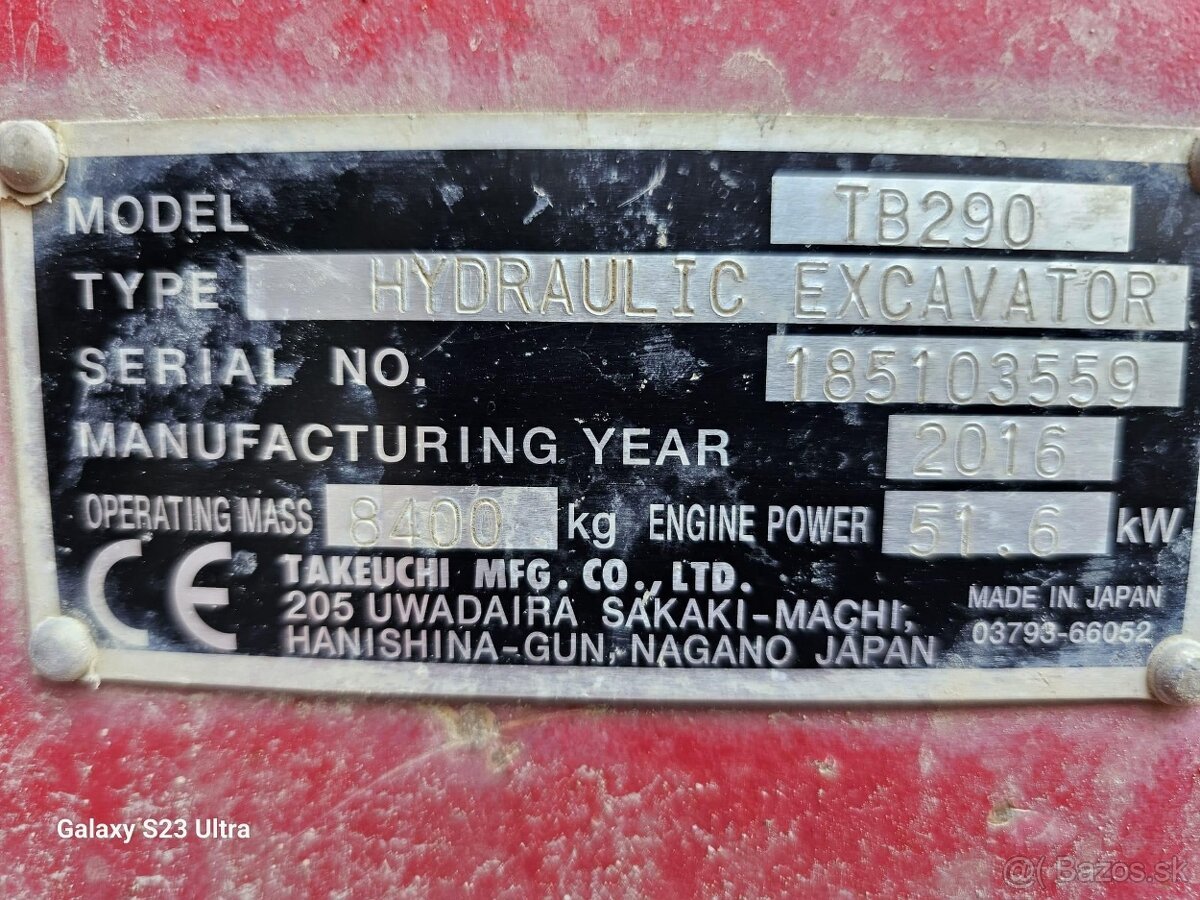 MODEL TB290
TYPE HYDRAULIC EXCAVATOR
SERIAL NO. 185103559
MANUFACTURING YEAR 2016
OPERATING MASS 8400 kg ENGINE POWER 51.6 kW
CE TAKEUCHI MFG. CO., LTD.
205 UWADAIRA SAKAKI-MACHI,
HANISHINA-GUN, NAGANO JAPAN
MADE IN JAPAN
03793-66052
Galaxy S23 Ultra
@( Bazos.sk